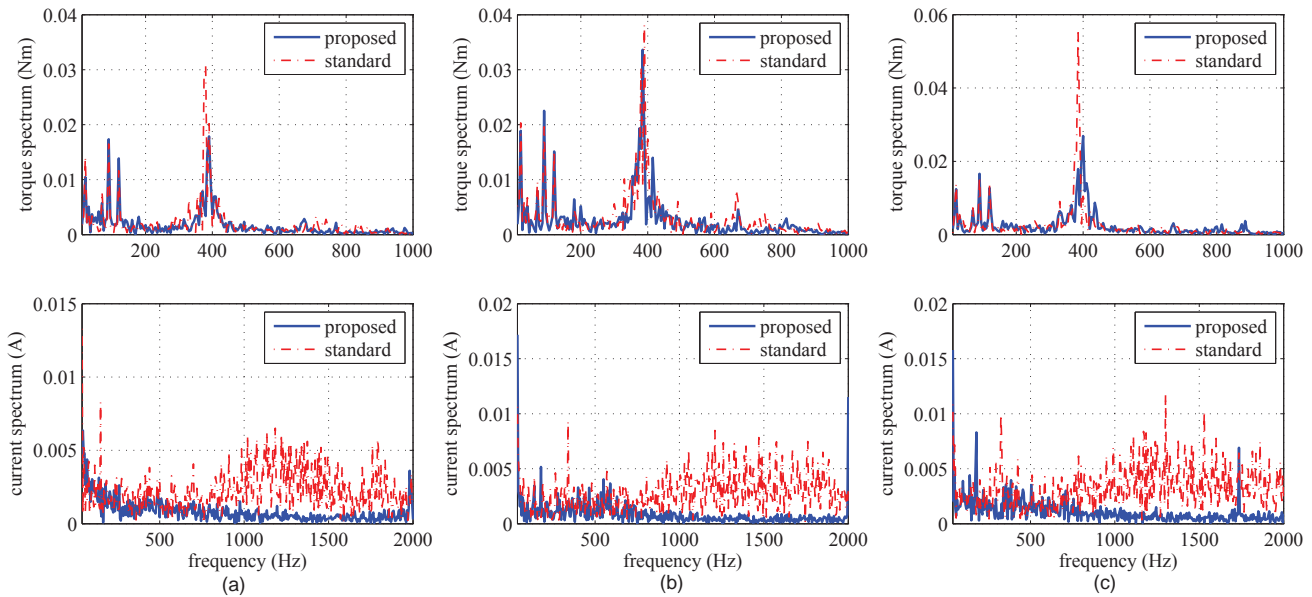 torque spectrum (Nm)
0.04
0.03
0.02
0.01
0
200
400
600
800
1000
proposed
standard
torque spectrum (Nm)
0.04
0.03
0.02
0.01
0
200
400
600
800
1000
proposed
standard
torque spectrum (Nm)
0.06
0.04
0.02
0
200
400
600
800
1000
proposed
standard
current spectrum (A)
0.015
0.01
0.005
0
500
1000
1500
2000
proposed
standard
frequency (Hz)
(a)
current spectrum (A)
0.02
0.015
0.01
0.005
0
500
1000
1500
2000
proposed
standard
frequency (Hz)
(b)
current spectrum (A)
0.02
0.015
0.01
0.005
0
500
1000
1500
2000
proposed
standard
frequency (Hz)
(c)